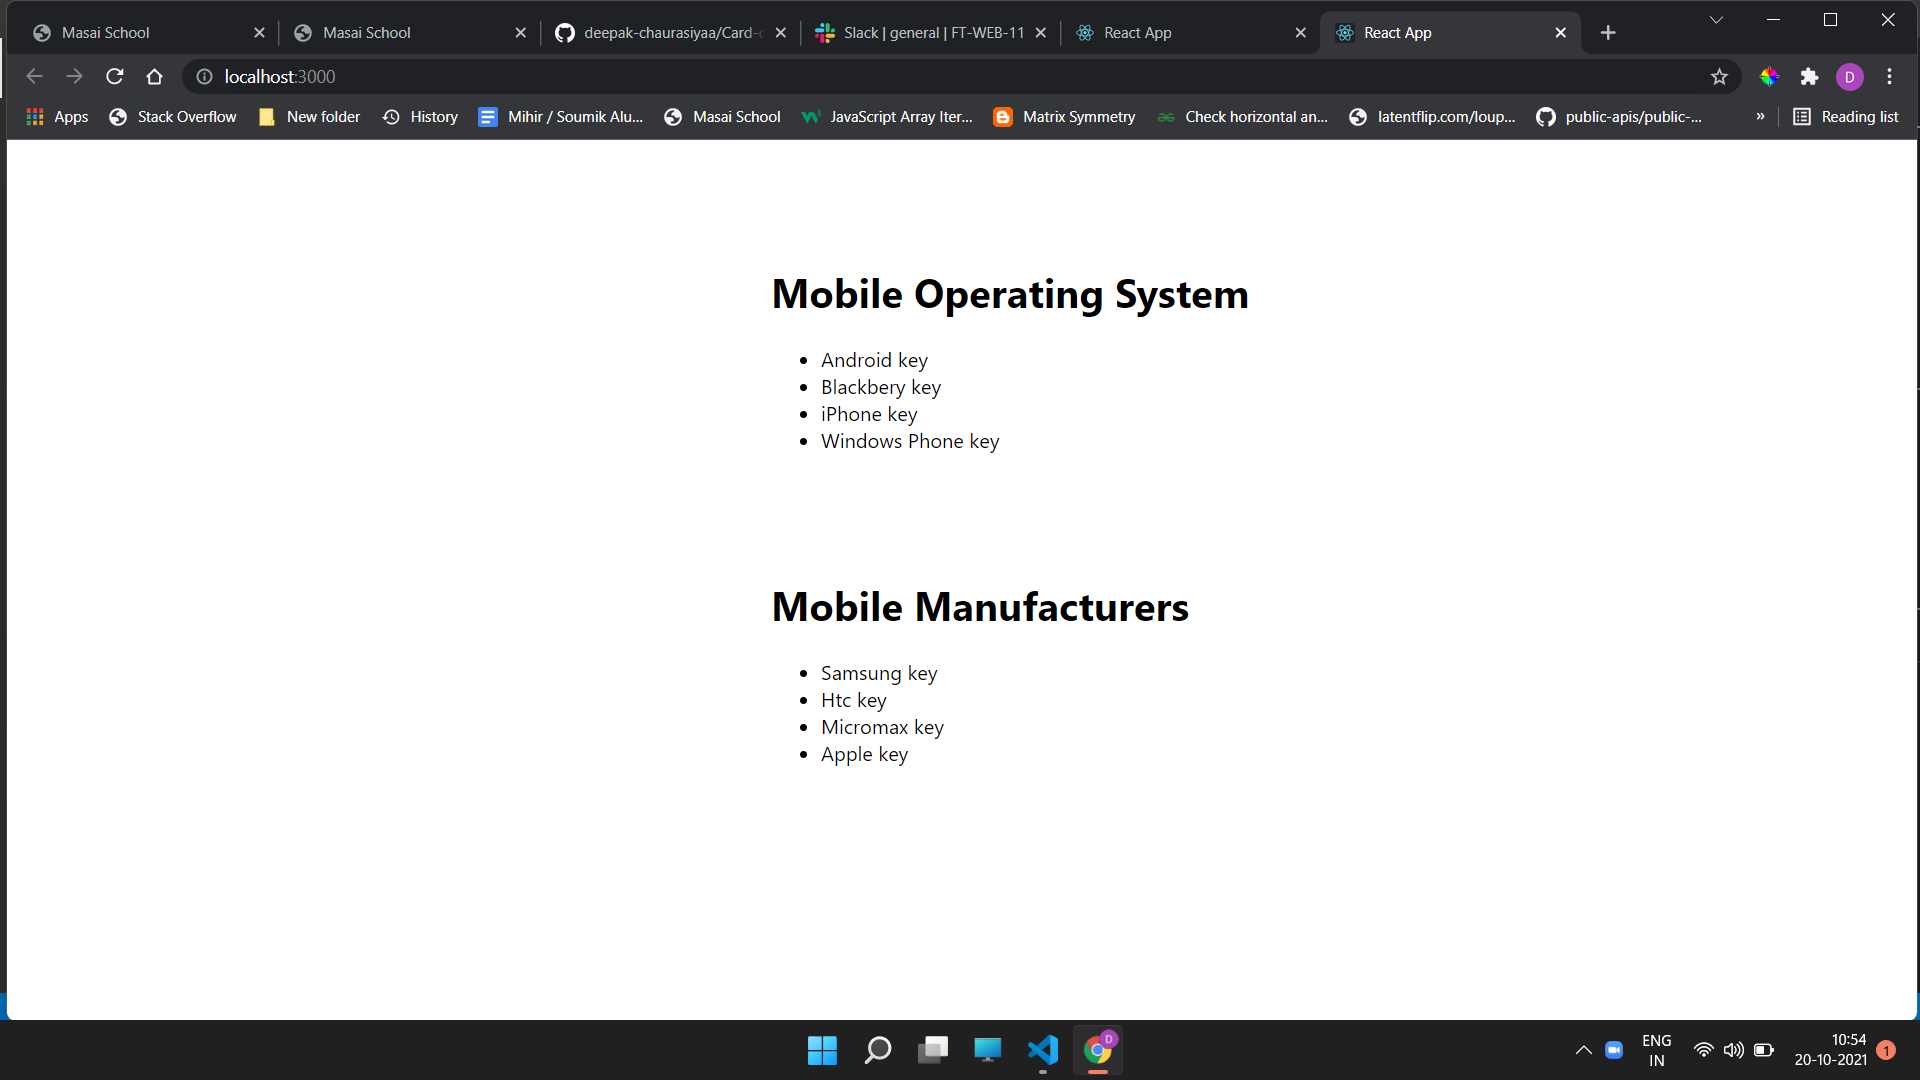 Masai School
Masai School
deepak-chaurasiyaa/Card-
Slack | general | FT-WEB-11
React App
React App
localhost:3000
D
Apps
Stack Overflow
New folder
History
Mihir / Soumik Alu...
Masai School
JavaScript Array Iter...
Matrix Symmetry
Check horizontal an...
latentflip.com/loup...
public-apis/public-...
»
Reading list
Mobile Operating System
Android key
Blackbery key
iPhone key
Windows Phone key
Mobile Manufacturers
Samsung key
Htc key
Micromax key
Apple key
D
ENG
IN
10:54
20-10-2021
1